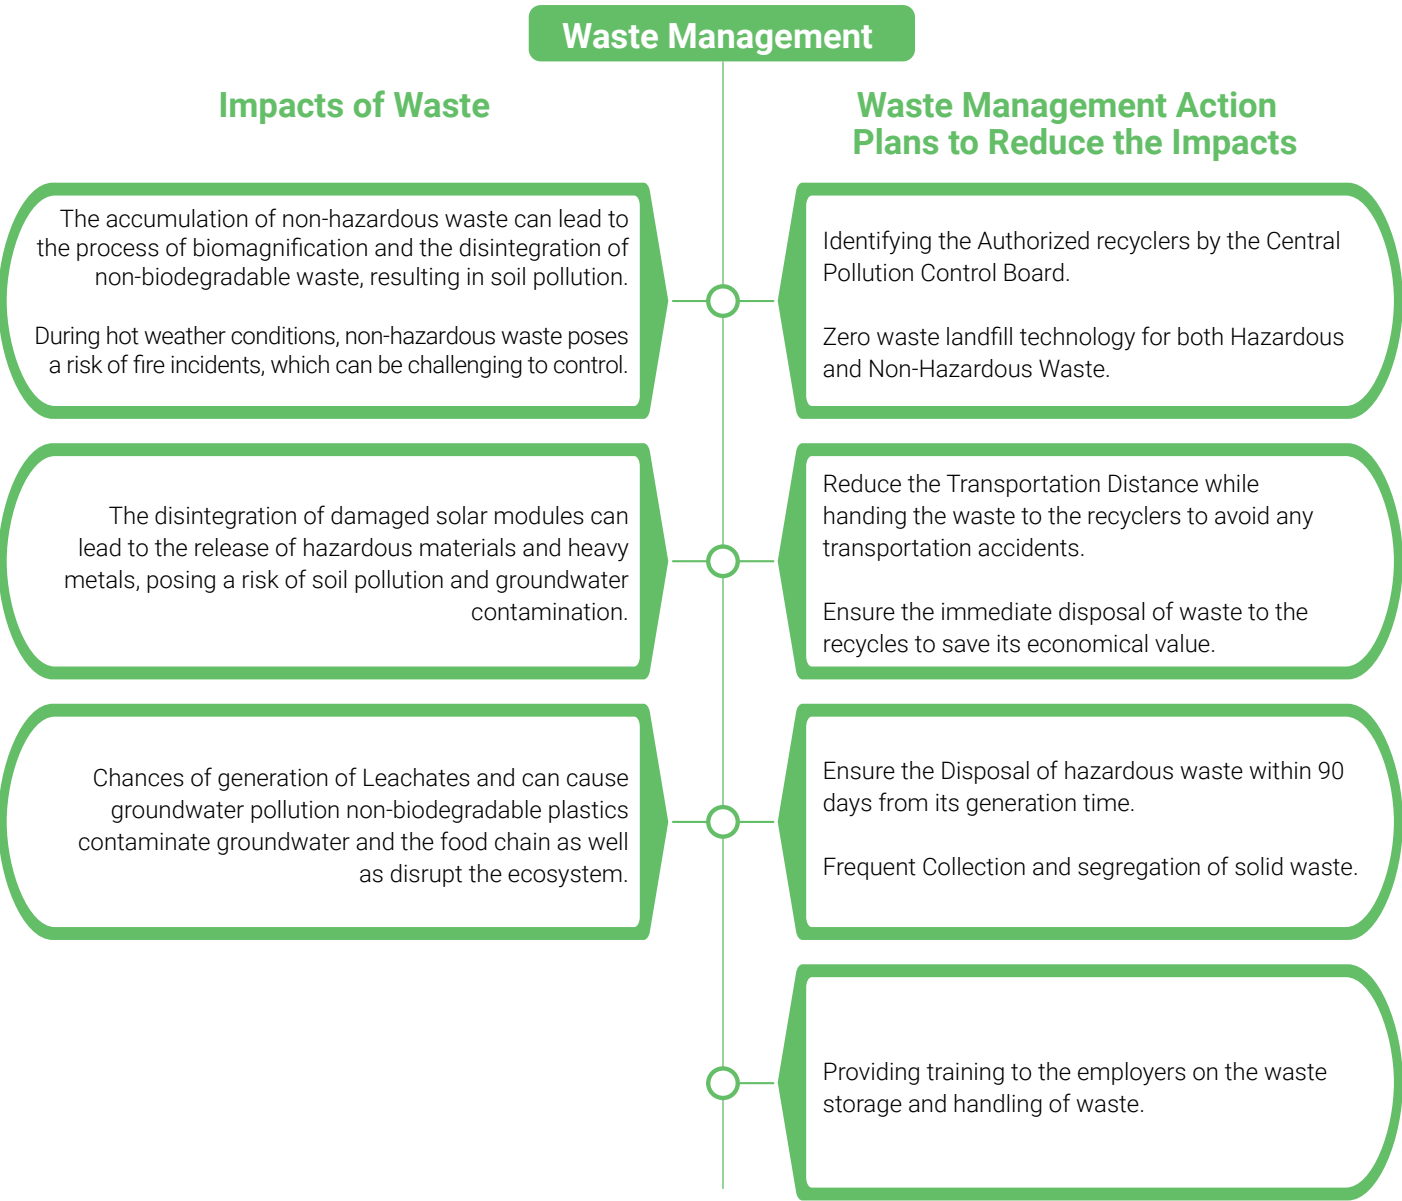 Waste Management
Impacts of Waste
The accumulation of non-hazardous waste can lead to
the process of biomagnification and the disintegration of
non-biodegradable waste, resulting in soil pollution.
During hot weather conditions, non-hazardous waste poses
a risk of fire incidents, which can be challenging to control.
The disintegration of damaged solar modules can
lead to the release of hazardous materials and heavy
metals, posing a risk of soil pollution and groundwater
contamination.
Chances of generation of Leachates and can cause
groundwater pollution non-biodegradable plastics
contaminate groundwater and the food chain as well
as disrupt the ecosystem.
Waste Management Action
Plans to Reduce the Impacts
Identifying the Authorized recyclers by the Central
Pollution Control Board.
Zero waste landfill technology for both Hazardous
and Non-Hazardous Waste.
Reduce the Transportation Distance while
handing the waste to the recyclers to avoid any
transportation accidents.
Ensure the immediate disposal of waste to the
recycles to save its economical value.
Ensure the Disposal of hazardous waste within 90
days from its generation time.
Frequent Collection and segregation of solid waste.
Providing training to the employers on the waste
storage and handling of waste.